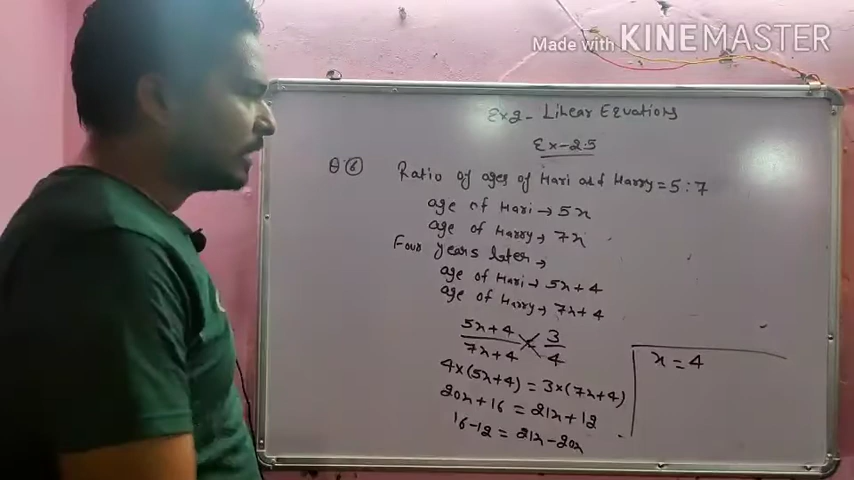 Made with KINEMASTER
Ex2- Linear Equations
Ex-2.5
Q.6 Ratio of ages of Hari and Harry = 5:7
age of Hari → 5x
age of Harry → 7x
Four years later →
age of Hari → 5x+4
age of Harry → 7x+4
5x+4/7x+4 = 3/4
4×(5x+4) = 3×(7x+4)
20x+16 = 21x+12
16-12 = 21x-20x
x = 4